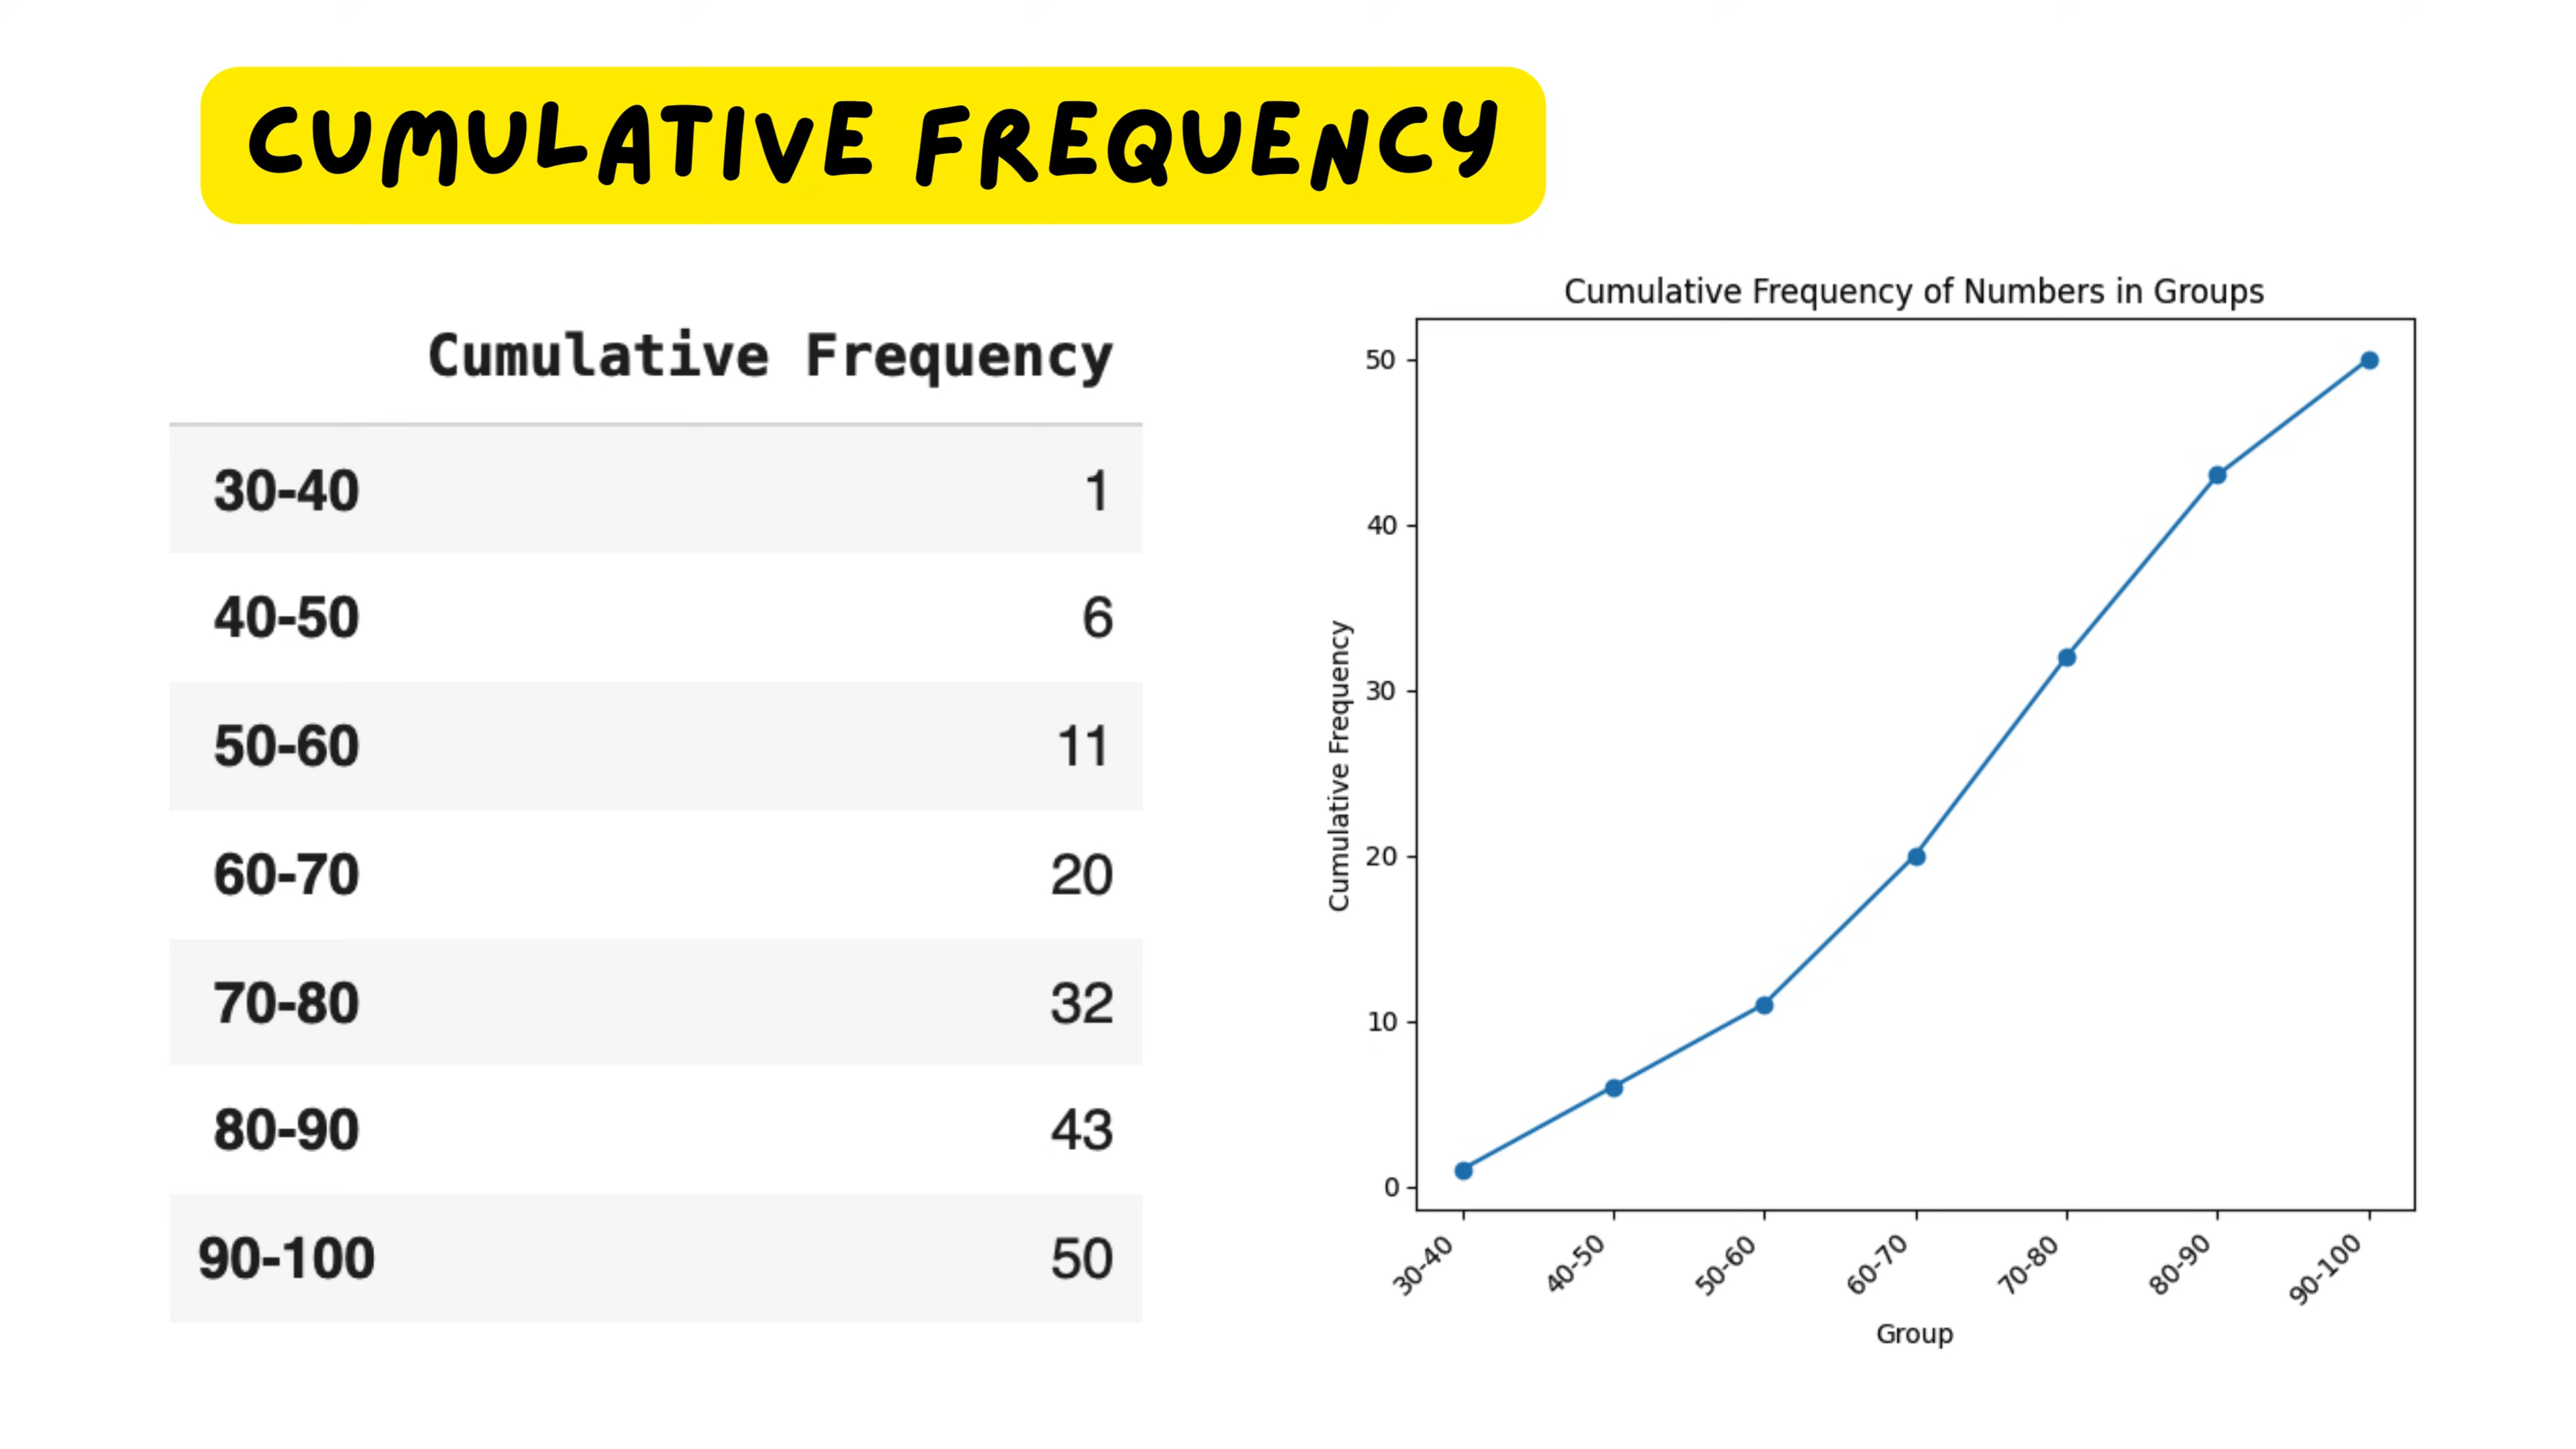 CUMULATIVE FREQUENCY
Cumulative Frequency
30-40 1
40-50 6
50-60 11
60-70 20
70-80 32
80-90 43
90-100 50
Cumulative Frequency of Numbers in Groups
Cumulative Frequency
50
40
30
20
10
0
30-40 40-50 50-60 60-70 70-80 80-90 90-100
Group